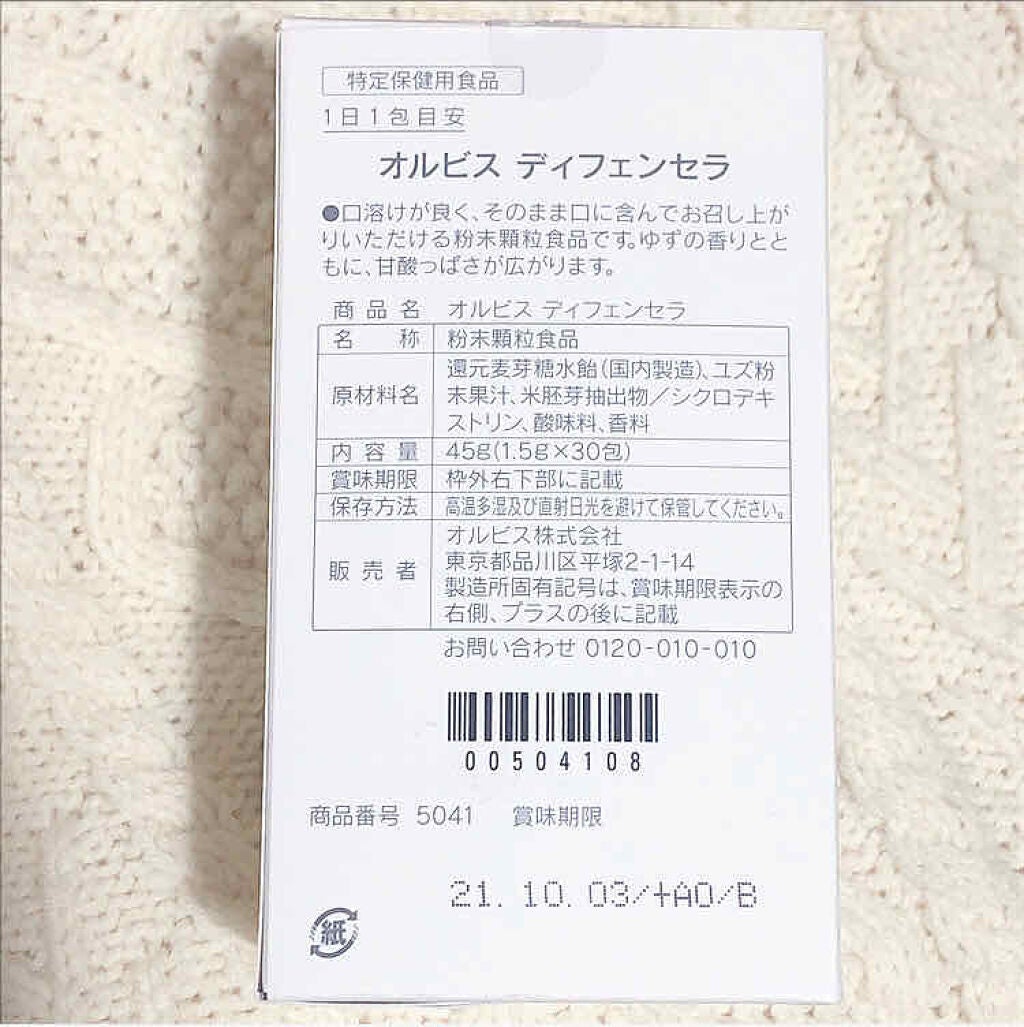 特定保健用食品
1日1包目安
オルビス ディフェンセラ
●口溶けが良く、そのまま口に含んでお召し上が
りいただける粉末顆粒食品です。ゆずの香りとと
もに、甘酸っぱさが広がります。
商品名 オルビス ディフェンセラ
名称 粉末顆粒食品
原材料名 還元麦芽糖水飴(国内製造)、ユズ粉
末果汁、米胚芽抽出物/シクロデキ
ストリン、酸味料、香料
内容量 45g(1.5g×30包)
賞味期限 枠外右下部に記載
保存方法 高温多湿及び直射日光を避けて保管してください。
販売者 オルビス株式会社
東京都品川区平塚2-1-14
製造所固有記号は、賞味期限表示の
右側、プラスの後に記載
お問い合わせ 0120-010-010
00504108
商品番号 5041 賞味期限
21.10.03/+A0/B
紙